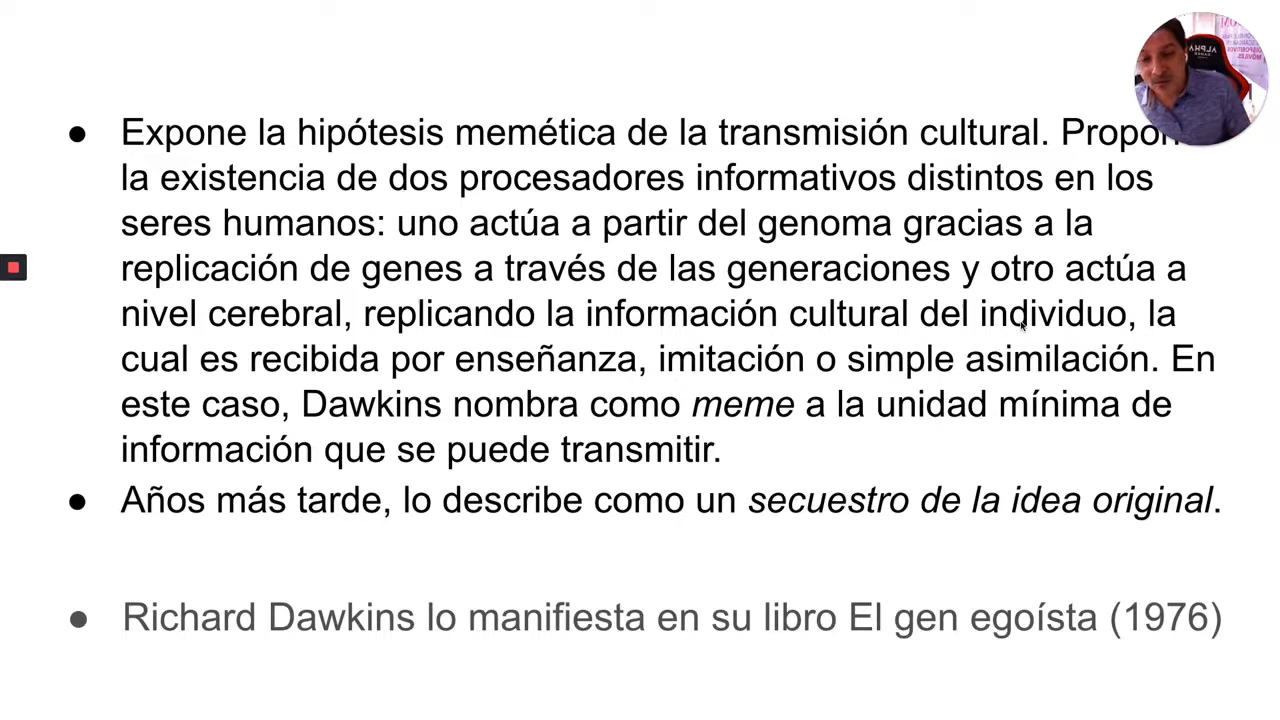 ● Expone la hipótesis memética de la transmisión cultural.
la existencia de dos procesadores informativos distintos en los
seres humanos: uno actúa a partir del genoma gracias a la
replicación de genes a través de las generaciones y otro actúa a
nivel cerebral, replicando la información cultural del individuo, la
cual es recibida por enseñanza, imitación o simple asimilación. En
este caso, Dawkins nombra como meme a la unidad mínima de
información que se puede transmitir.
● Años más tarde, lo describe como un secuestro de la idea original.
● Richard Dawkins lo manifiesta en su libro El gen egoísta (1976)
ALPHA